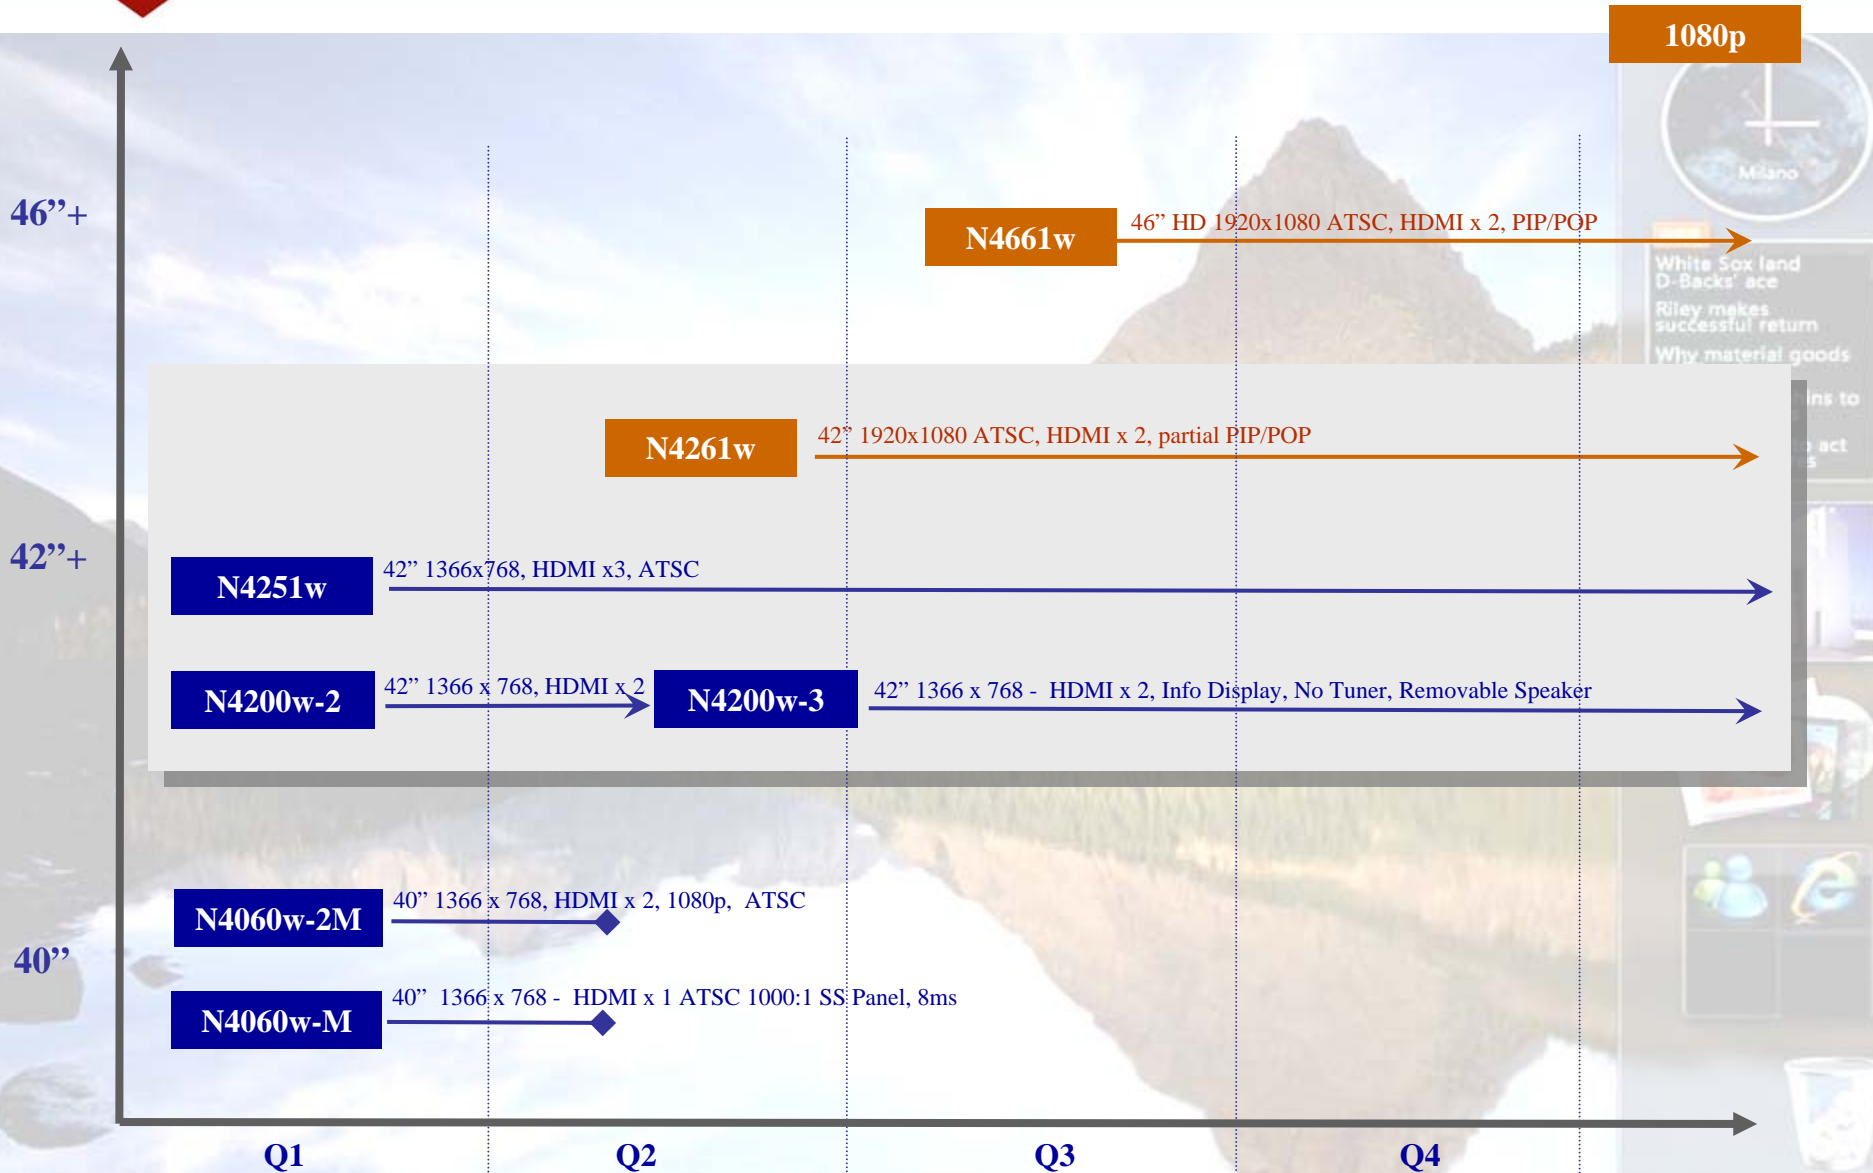 1080p
Milano
46”+
N4661w
46” HD 1920x1080 ATSC, HDMI x 2, PIP/POP
White Sox land
D-Backs' ace
Riley makes
successful return
Why material goods
ins to
N4261w
42” 1920x1080 ATSC, HDMI x 2, partial PIP/POP
to act
42”+
N4251w
42” 1366x768, HDMI x3, ATSC
N4200w-2
42” 1366 x 768, HDMI x 2
N4200w-3
42” 1366 x 768 -  HDMI x 2, Info Display, No Tuner, Removable Speaker
40”
N4060w-2M
40” 1366 x 768, HDMI x 2, 1080p,  ATSC
N4060w-M
40”  1366 x 768 -  HDMI x 1 ATSC 1000:1 SS Panel, 8ms
Q1
Q2
Q3
Q4